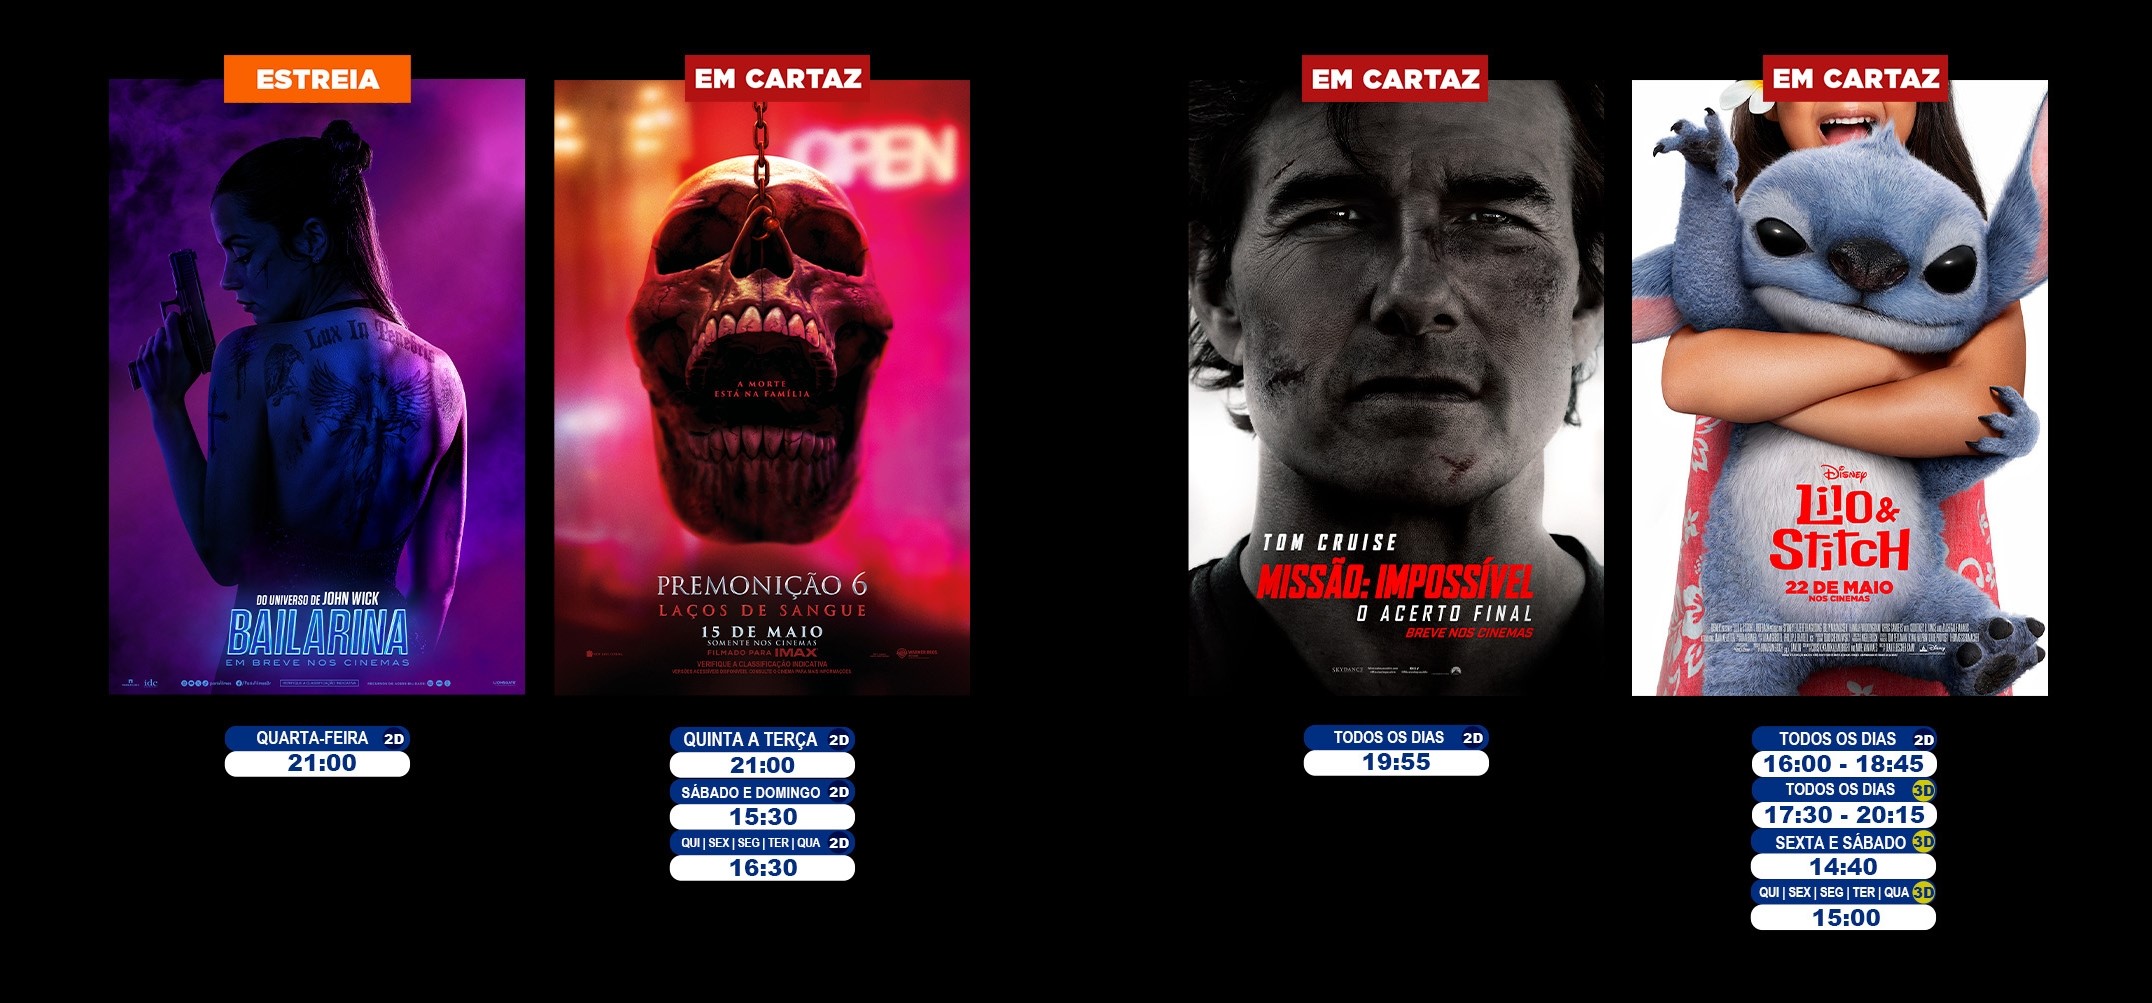 ESTREIA
Lux In Tenebris
DO UNIVERSO DE JOHN WICK
BAILARINA
EM BREVE NOS CINEMAS
QUARTA-FEIRA 2D
21:00
EM CARTAZ
OPEN
A MORTE
ESTÁ NA FAMÍLIA
PREMONIÇÃO 6
LAÇOS DE SANGUE
15 DE MAIO
SOMENTE NOS CINEMAS
FILMADO PARA IMAX
VERIFIQUE A CLASSIFICAÇÃO INDICATIVA
QUINTA A TERÇA 2D
21:00
SÁBADO E DOMINGO 2D
15:30
QUI | SEX | SEG | TER | QUA 2D
16:30
EM CARTAZ
TOM CRUISE
MISSÃO: IMPOSSÍVEL
O ACERTO FINAL
BREVE NOS CINEMAS
SKYDANCE
TODOS OS DIAS 2D
19:55
EM CARTAZ
DISNEY
LILO &
STITCH
22 DE MAIO
NOS CINEMAS
TODOS OS DIAS 2D
16:00 - 18:45
TODOS OS DIAS 3D
17:30 - 20:15
SEXTA E SÁBADO 3D
14:40
QUI | SEX | SEG | TER | QUA 3D
15:00